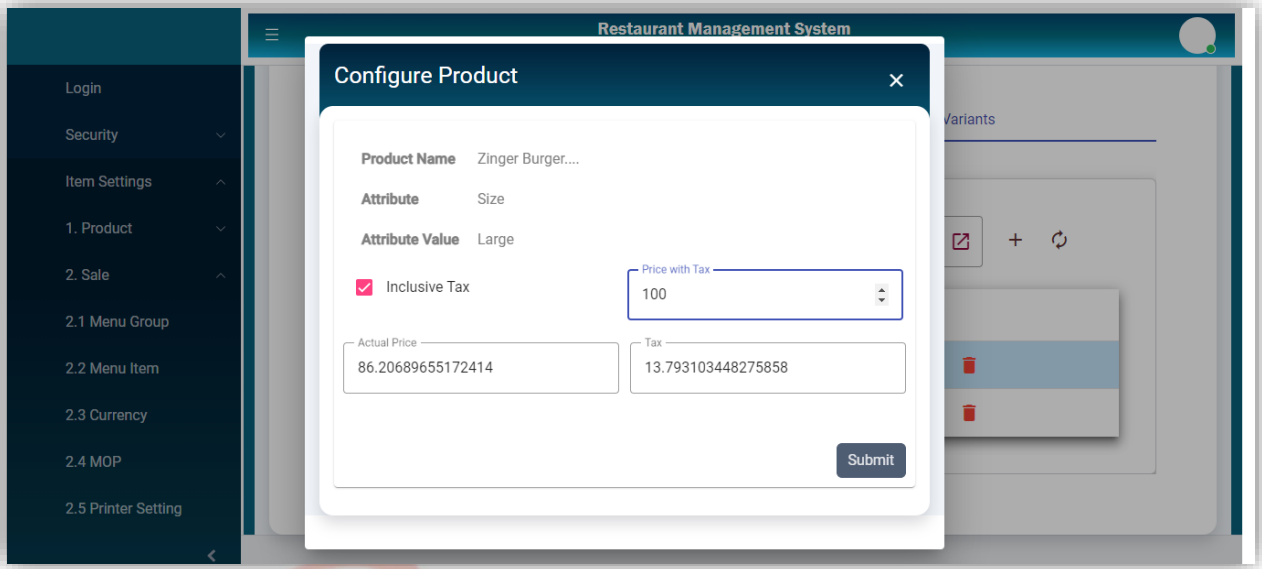 Restaurant Management System
Login
Security
Item Settings
1. Product
2. Sale
2.1 Menu Group
2.2 Menu Item
2.3 Currency
2.4 MOP
2.5 Printer Setting
Variants
Configure Product
Product Name Zinger Burger....
Attribute Size
Attribute Value Large
Inclusive Tax
Price with Tax
100
Actual Price
86.20689655172414
Tax
13.793103448275858
Submit